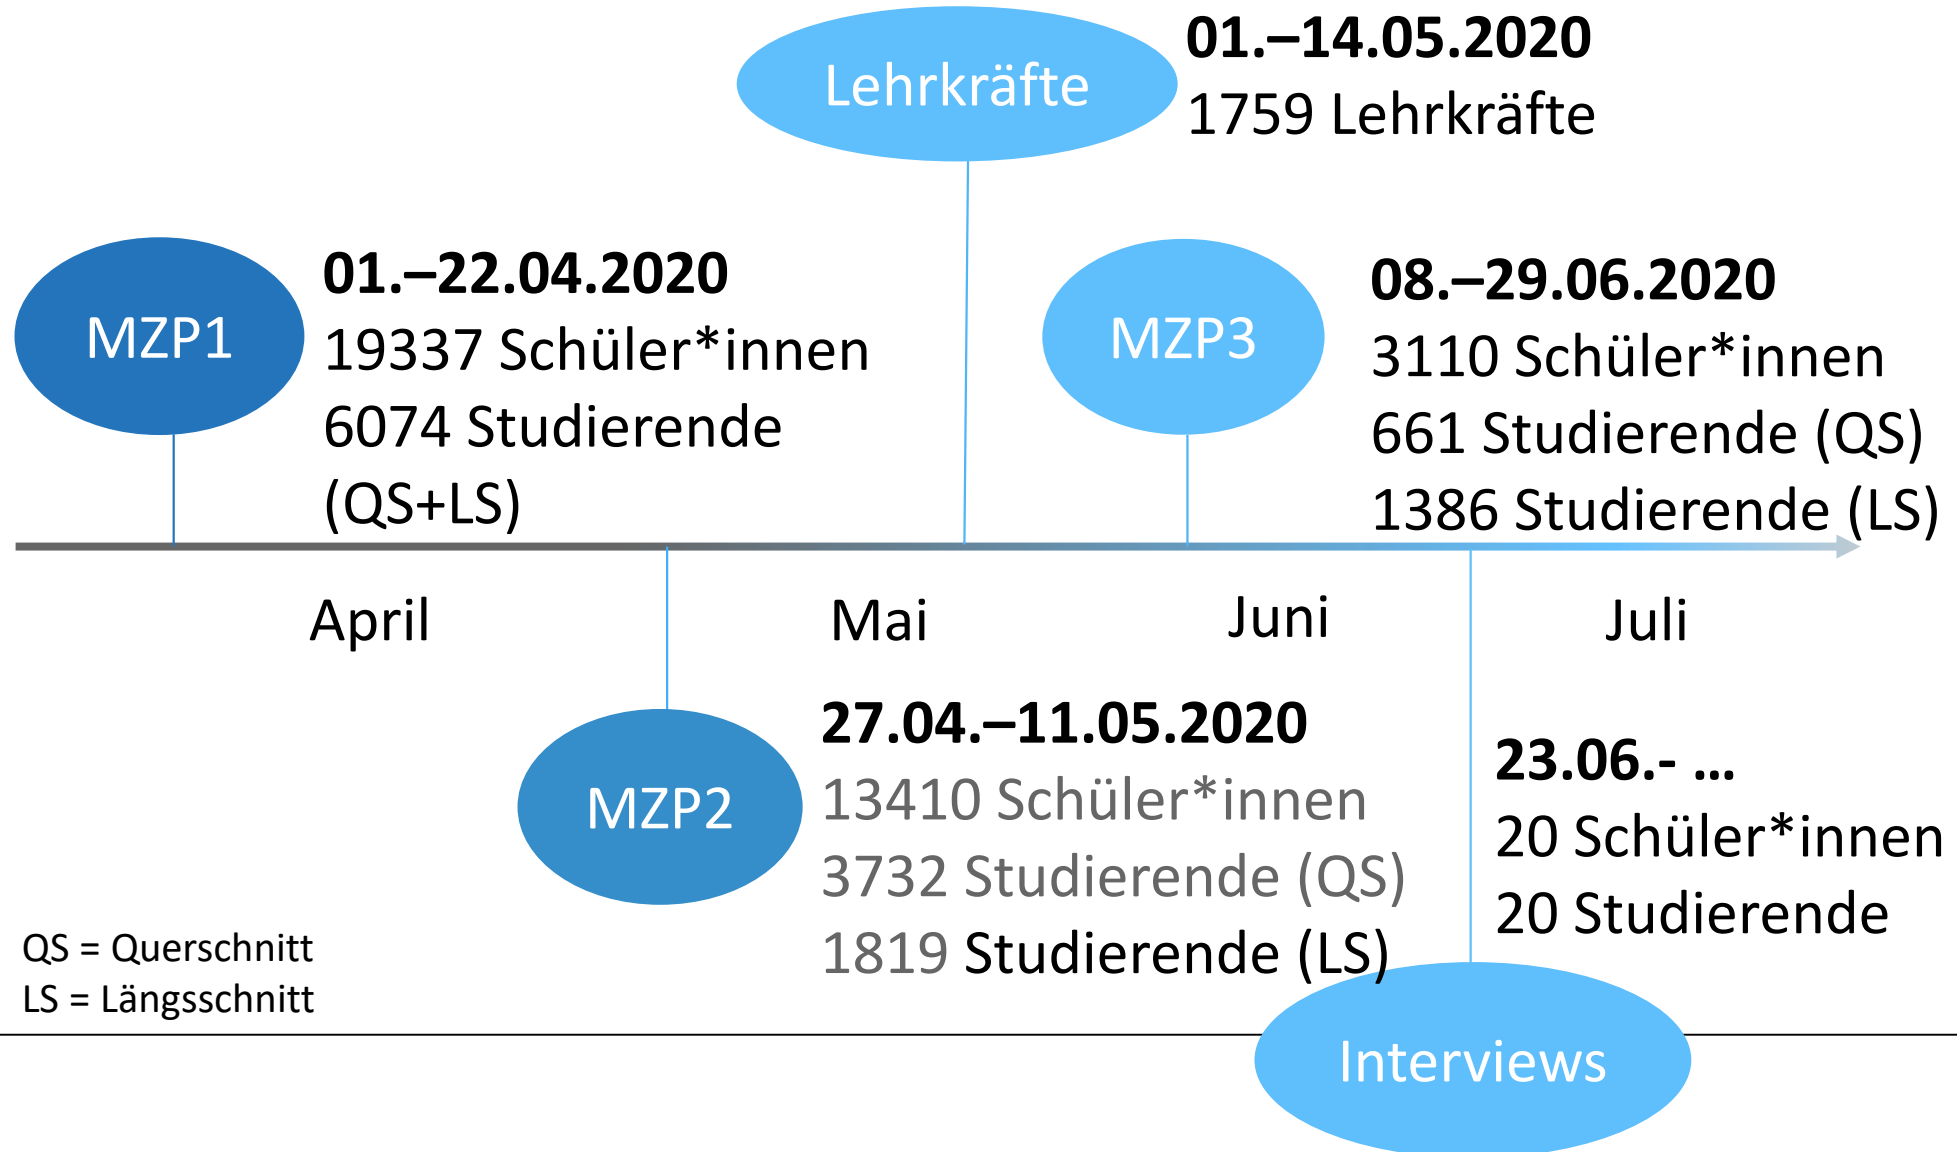 Lehrkräfte
01.–14.05.2020
1759 Lehrkräfte
MZP1
01.–22.04.2020
19337 Schüler*innen
6074 Studierende
(QS+LS)
MZP3
08.–29.06.2020
3110 Schüler*innen
661 Studierende (QS)
1386 Studierende (LS)
April
Mai
Juni
Juli
MZP2
27.04.–11.05.2020
13410 Schüler*innen
3732 Studierende (QS)
1819 Studierende (LS)
23.06.- ...
20 Schüler*innen
20 Studierende
Interviews
QS = Querschnitt
LS = Längsschnitt